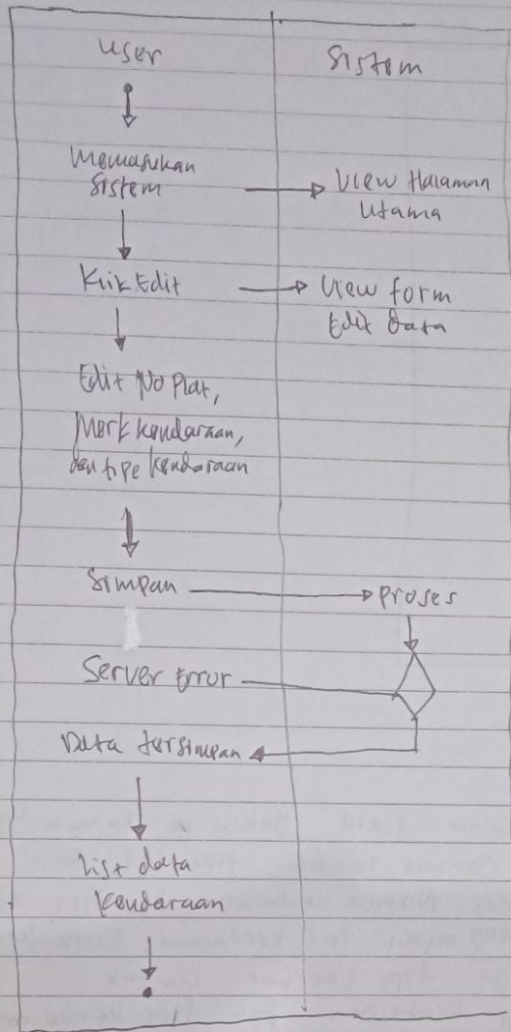 User
Sistem
Memasukan
Sistem
View Halaman
Utama
Klik Edit
View form
Edit Data
Edit No Plat,
Merk kendaraan,
dan tipe kendaraan
Simpan
Proses
Server Error
Data tersimpan
List data
Kendaraan